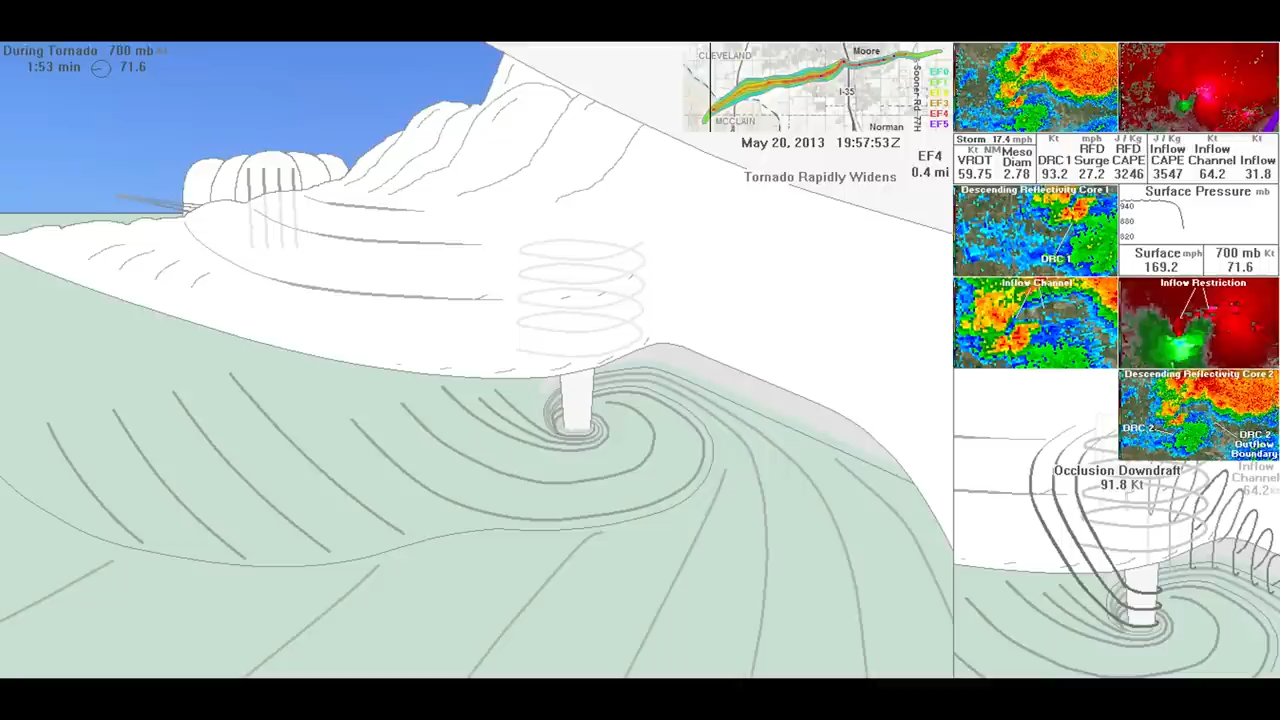 During Tornado 700 mb Kt
1:53 min 71.6
CLEVELAND
Moore
I-35
Sooner-Rd-77H
MCCLAIN
Norman
EF0
EF1
EF2
EF3
EF4
EF5
May 20, 2013 19:57:53Z
EF4
0.4 mi
Tornado Rapidly Widens
Storm 17.4 mph
Kt NM
VROT Meso Diam
59.75 2.78
Kt mph J / Kg
DRC1 RFD Surge RFD CAPE
93.2 27.2 3246
J / Kg Kt Kt
Inflow CAPE Inflow Channel Inflow
3547 64.2 31.8
Descending Reflectivity Core 1
DRC 1
Surface Pressure mb
940
880
820
Surface mph 700 mb Kt
169.2 71.6
Inflow Channel
Inflow Restriction
Descending Reflectivity Core 2
DRC 2
DRC 2
Outflow
Boundary
Occlusion Downdraft
91.8 Kt
Inflow
Channel
64.2 Kt